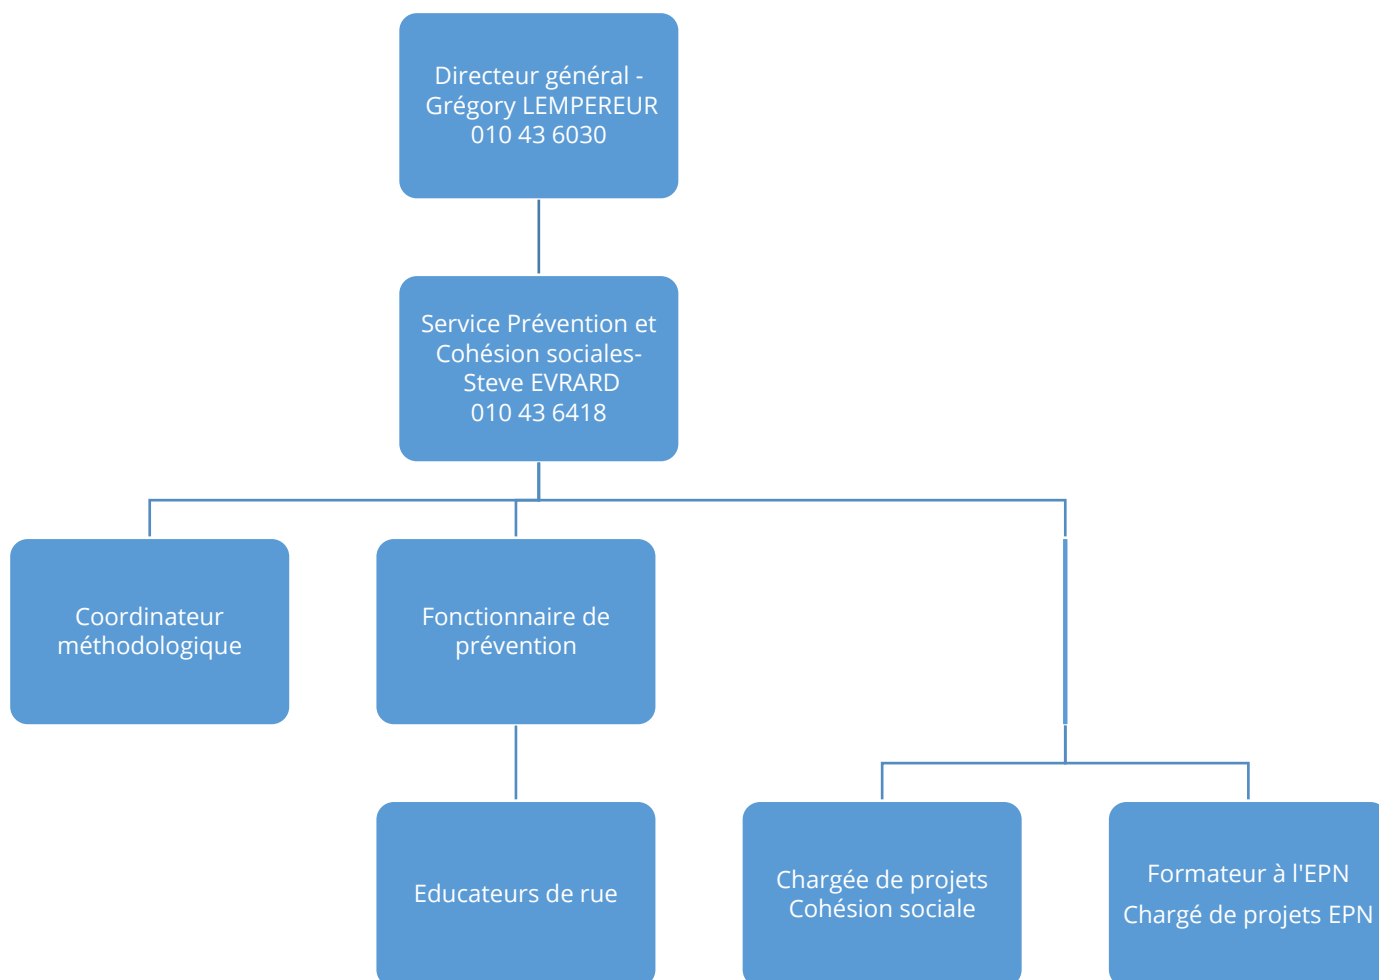 Directeur général -
Grégory LEMPEREUR
010 43 6030
Service Prévention et
Cohésion sociales-
Steve EVRARD
010 43 6418
Coordinateur
méthodologique
Fonctionnaire de
prévention
Educateurs de rue
Chargée de projets
Cohésion sociale
Formateur à l'EPN
Chargé de projets EPN